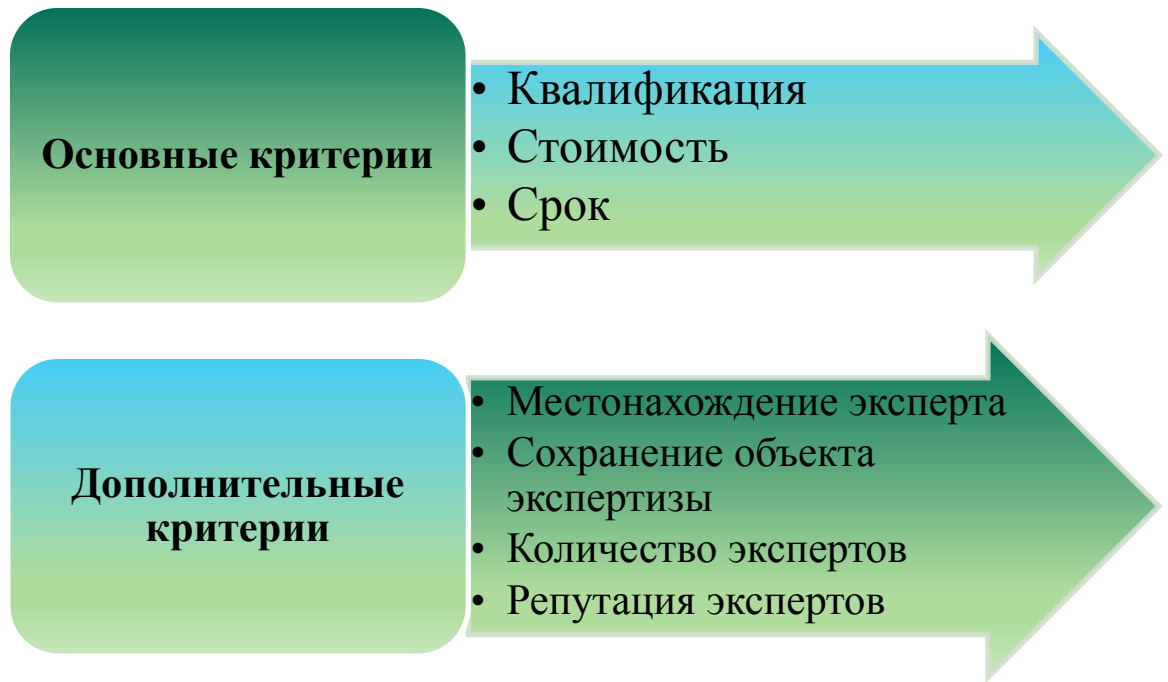 Основные критерии
• Квалификация
• Стоимость
• Срок
Дополнительные
критерии
• Местонахождение эксперта
• Сохранение объекта
экспертизы
• Количество экспертов
• Репутация экспертов